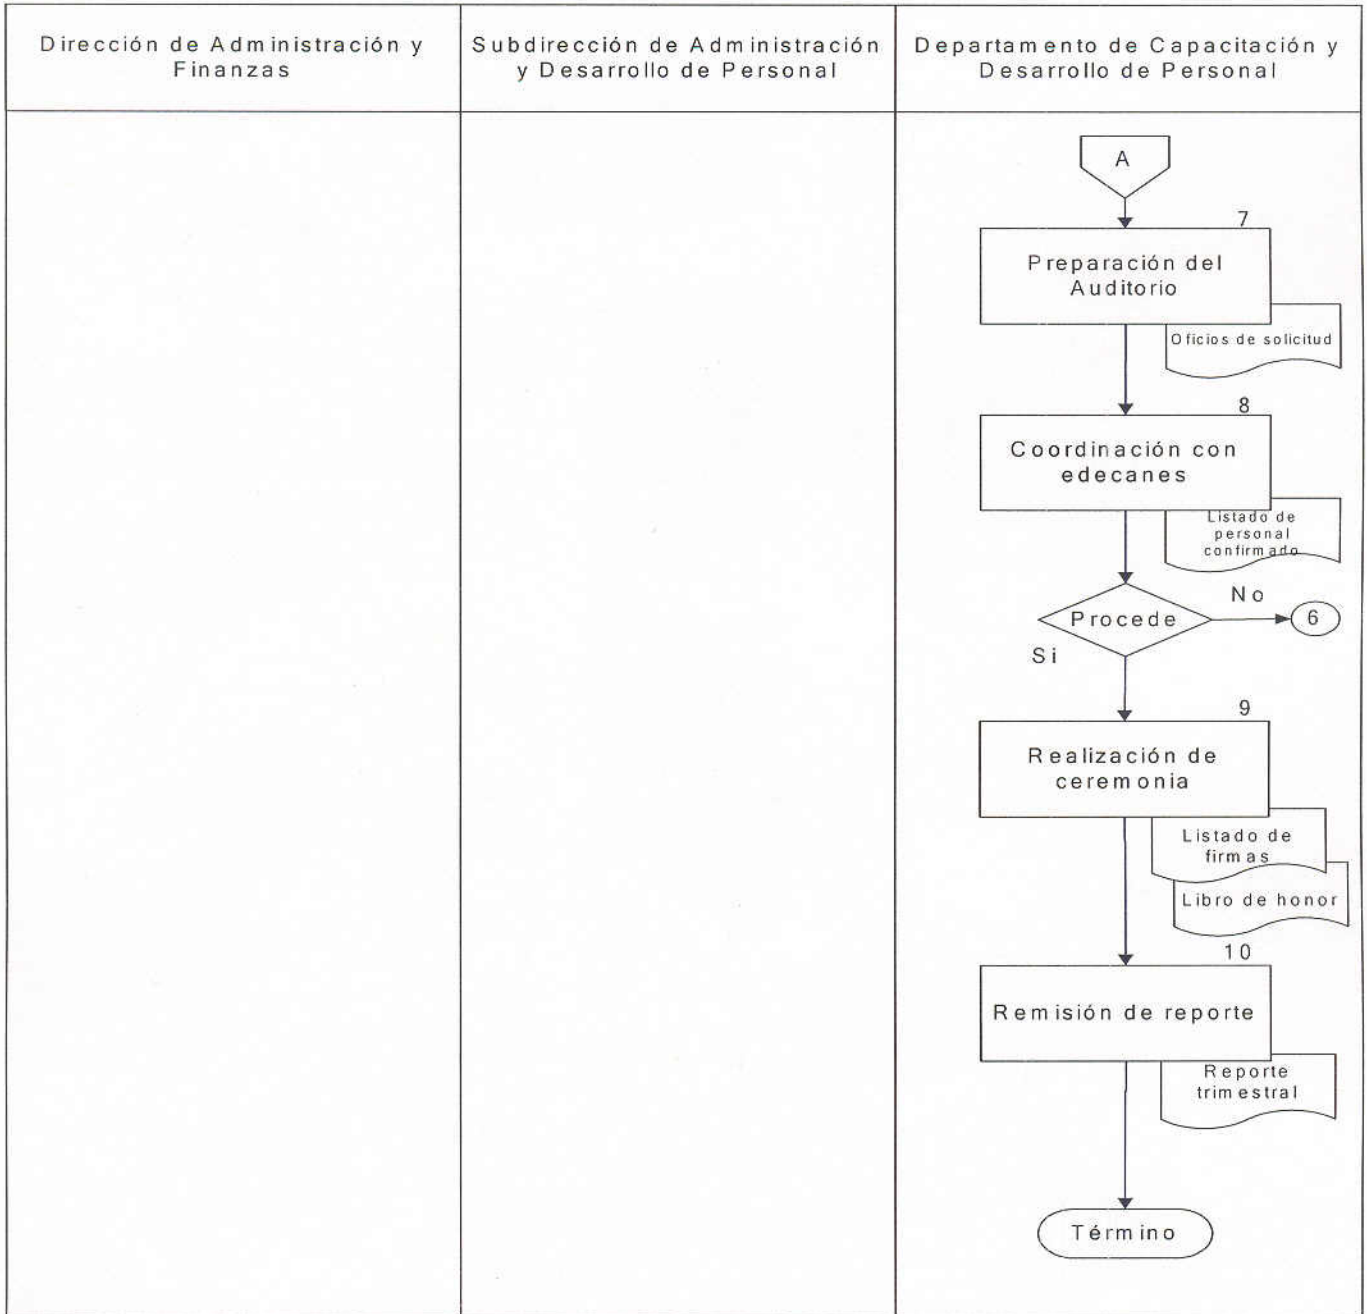 Dirección de Administración y
Finanzas
Subdirección de Administración
y Desarrollo de Personal
Departamento de Capacitación y
Desarrollo de Personal
A
7
Preparación del
Auditorio
Oficios de solicitud
8
Coordinación con
edecanes
Listado de
personal
confirmado
No
Procede
6
Si
9
Realización de
ceremonia
Listado de
firmas
Libro de honor
10
Remisión de reporte
Reporte
trimestral
Término